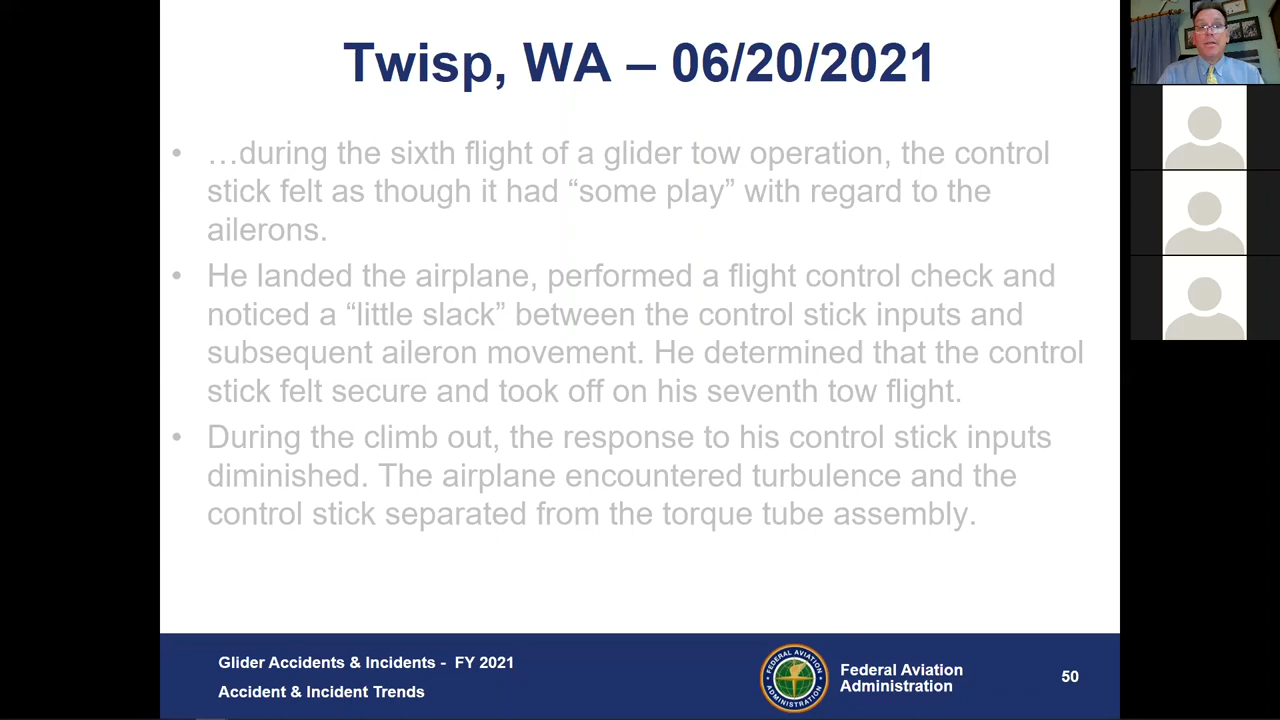 Twisp, WA – 06/20/2021
• …during the sixth flight of a glider tow operation, the control
stick felt as though it had “some play” with regard to the
ailerons.
• He landed the airplane, performed a flight control check and
noticed a “little slack” between the control stick inputs and
subsequent aileron movement. He determined that the control
stick felt secure and took off on his seventh tow flight.
• During the climb out, the response to his control stick inputs
diminished. The airplane encountered turbulence and the
control stick separated from the torque tube assembly.
Glider Accidents & Incidents - FY 2021
Accident & Incident Trends
FEDERAL AVIATION
ADMINISTRATION
Federal Aviation
Administration
50